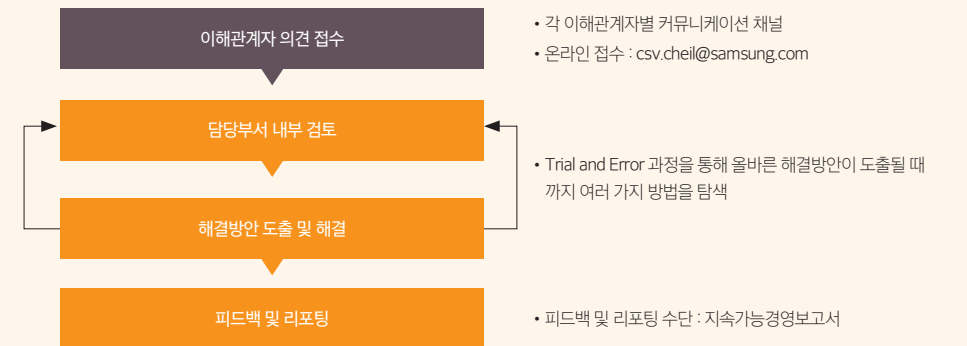 이해관계자 의견 접수
• 각 이해관계자별 커뮤니케이션 채널
• 온라인 접수 : csv.cheil@samsung.com
담당부서 내부 검토
• Trial and Error 과정을 통해 올바른 해결방안이 도출될 때
까지 여러 가지 방법을 탐색
해결방안 도출 및 해결
피드백 및 리포팅
• 피드백 및 리포팅 수단 : 지속가능경영보고서